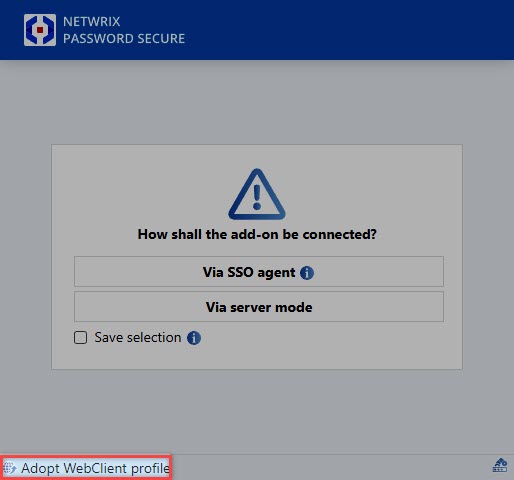 NETWRIX
PASSWORD SECURE
How shall the add-on be connected?
Via SSO agent
Via server mode
Save selection
Adopt WebClient profile